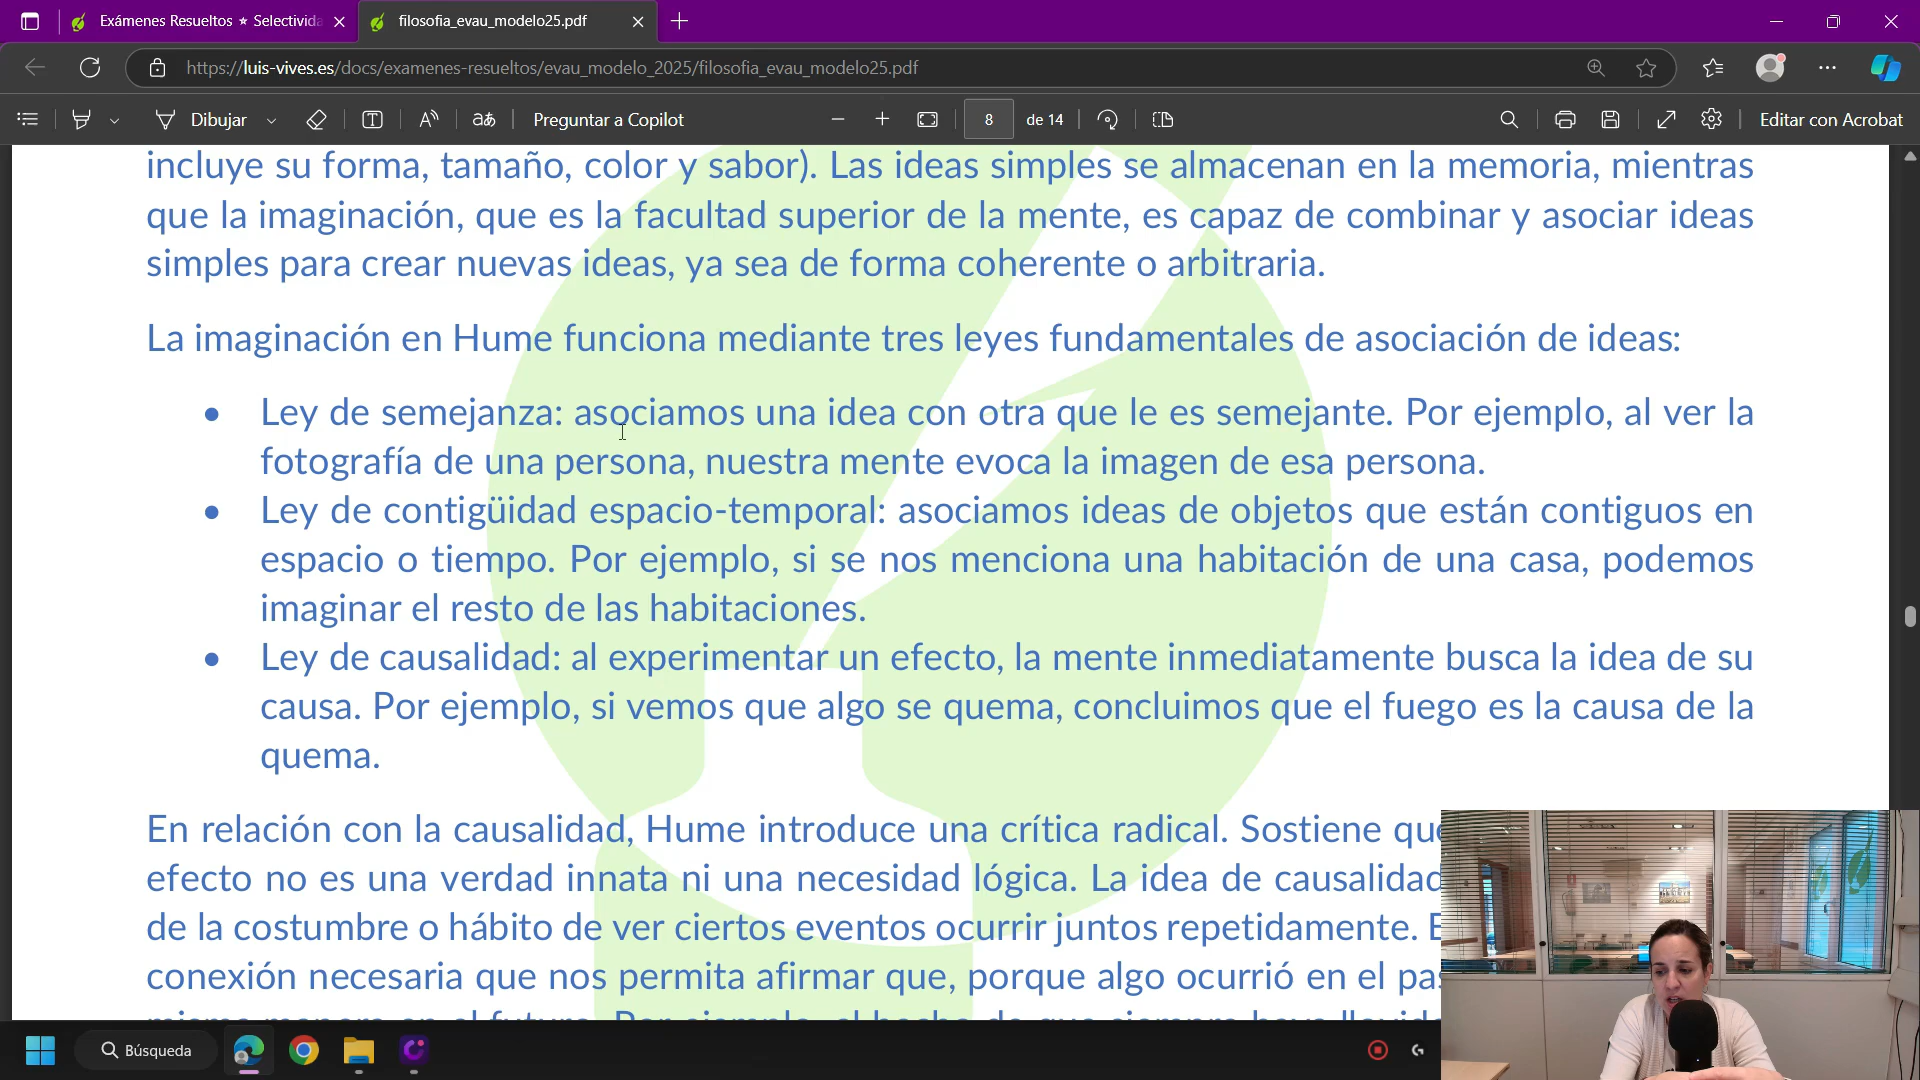 Exámenes Resueltos ★ Selectivida
filosofia_evau_modelo25.pdf
https://luis-vives.es/docs/examenes-resueltos/evau_modelo_2025/filosofia_evau_modelo25.pdf
Dibujar
aあ
Preguntar a Copilot
8 de 14
Editar con Acrobat
incluye su forma, tamaño, color y sabor). Las ideas simples se almacenan en la memoria, mientras
que la imaginación, que es la facultad superior de la mente, es capaz de combinar y asociar ideas
simples para crear nuevas ideas, ya sea de forma coherente o arbitraria.
La imaginación en Hume funciona mediante tres leyes fundamentales de asociación de ideas:
• Ley de semejanza: asociamos una idea con otra que le es semejante. Por ejemplo, al ver la
fotografía de una persona, nuestra mente evoca la imagen de esa persona.
• Ley de contigüidad espacio-temporal: asociamos ideas de objetos que están contiguos en
espacio o tiempo. Por ejemplo, si se nos menciona una habitación de una casa, podemos
imaginar el resto de las habitaciones.
• Ley de causalidad: al experimentar un efecto, la mente inmediatamente busca la idea de su
causa. Por ejemplo, si vemos que algo se quema, concluimos que el fuego es la causa de la
quema.
En relación con la causalidad, Hume introduce una crítica radical. Sostiene que
efecto no es una verdad innata ni una necesidad lógica. La idea de causalidad
de la costumbre o hábito de ver ciertos eventos ocurrir juntos repetidamente.
conexión necesaria que nos permita afirmar que, porque algo ocurrió en el pas
Búsqueda